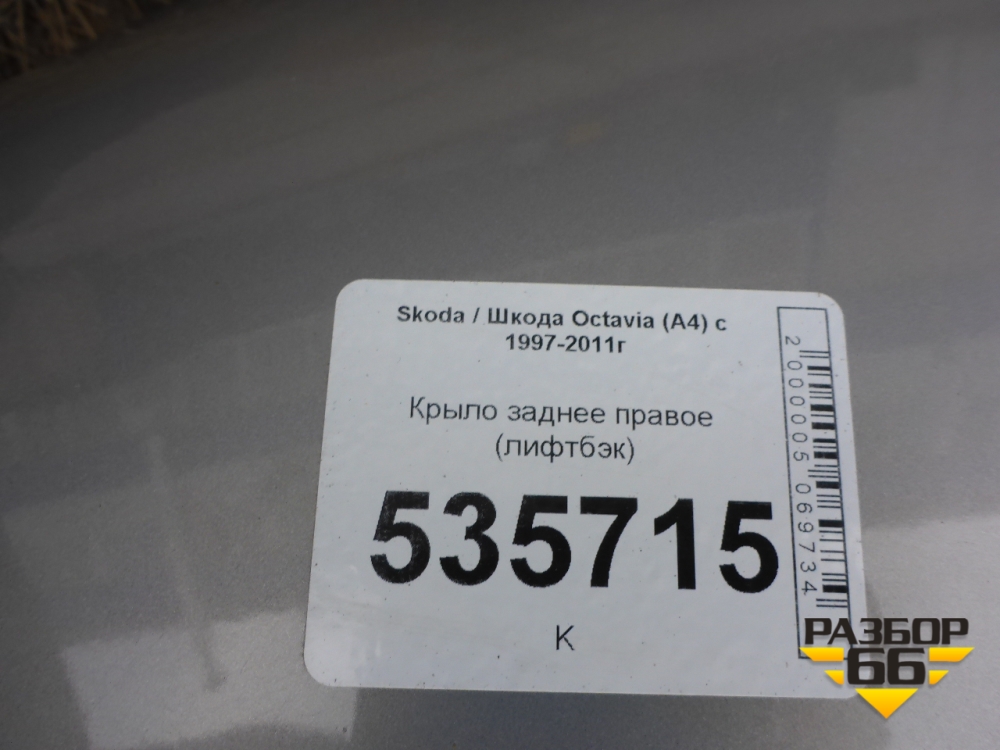 Skoda / Шкода Octavia (A4) с
1997-2011г
Крыло заднее правое
(лифтбэк)
535715
К
2000005069734
РАЗБОР
66